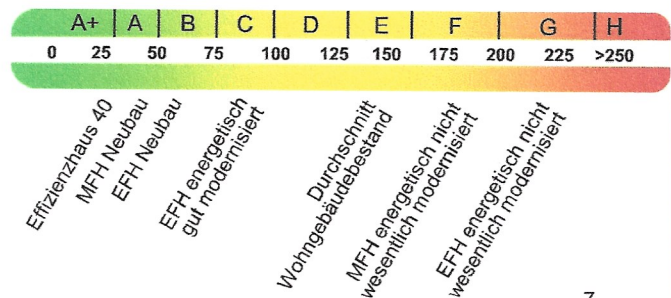 A+ A B C D E F G H
0 25 50 75 100 125 150 175 200 225 >250
Effizienzhaus 40
MFH Neubau
EFH Neubau
EFH energetisch
gut modernisiert
Durchschnitt
Wohngebäudebestand
MFH energetisch nicht
wesentlich modernisiert
EFH energetisch nicht
wesentlich modernisiert